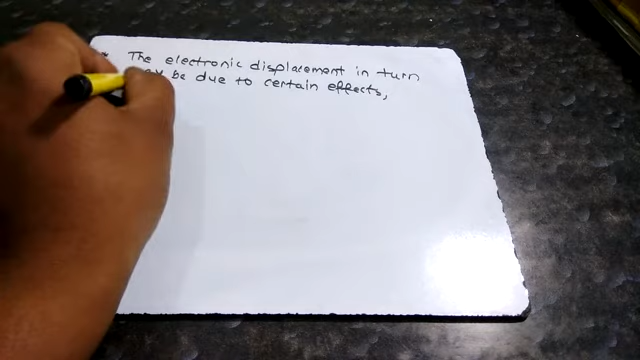 * The electronic displacement in turn
be due to certain effects,